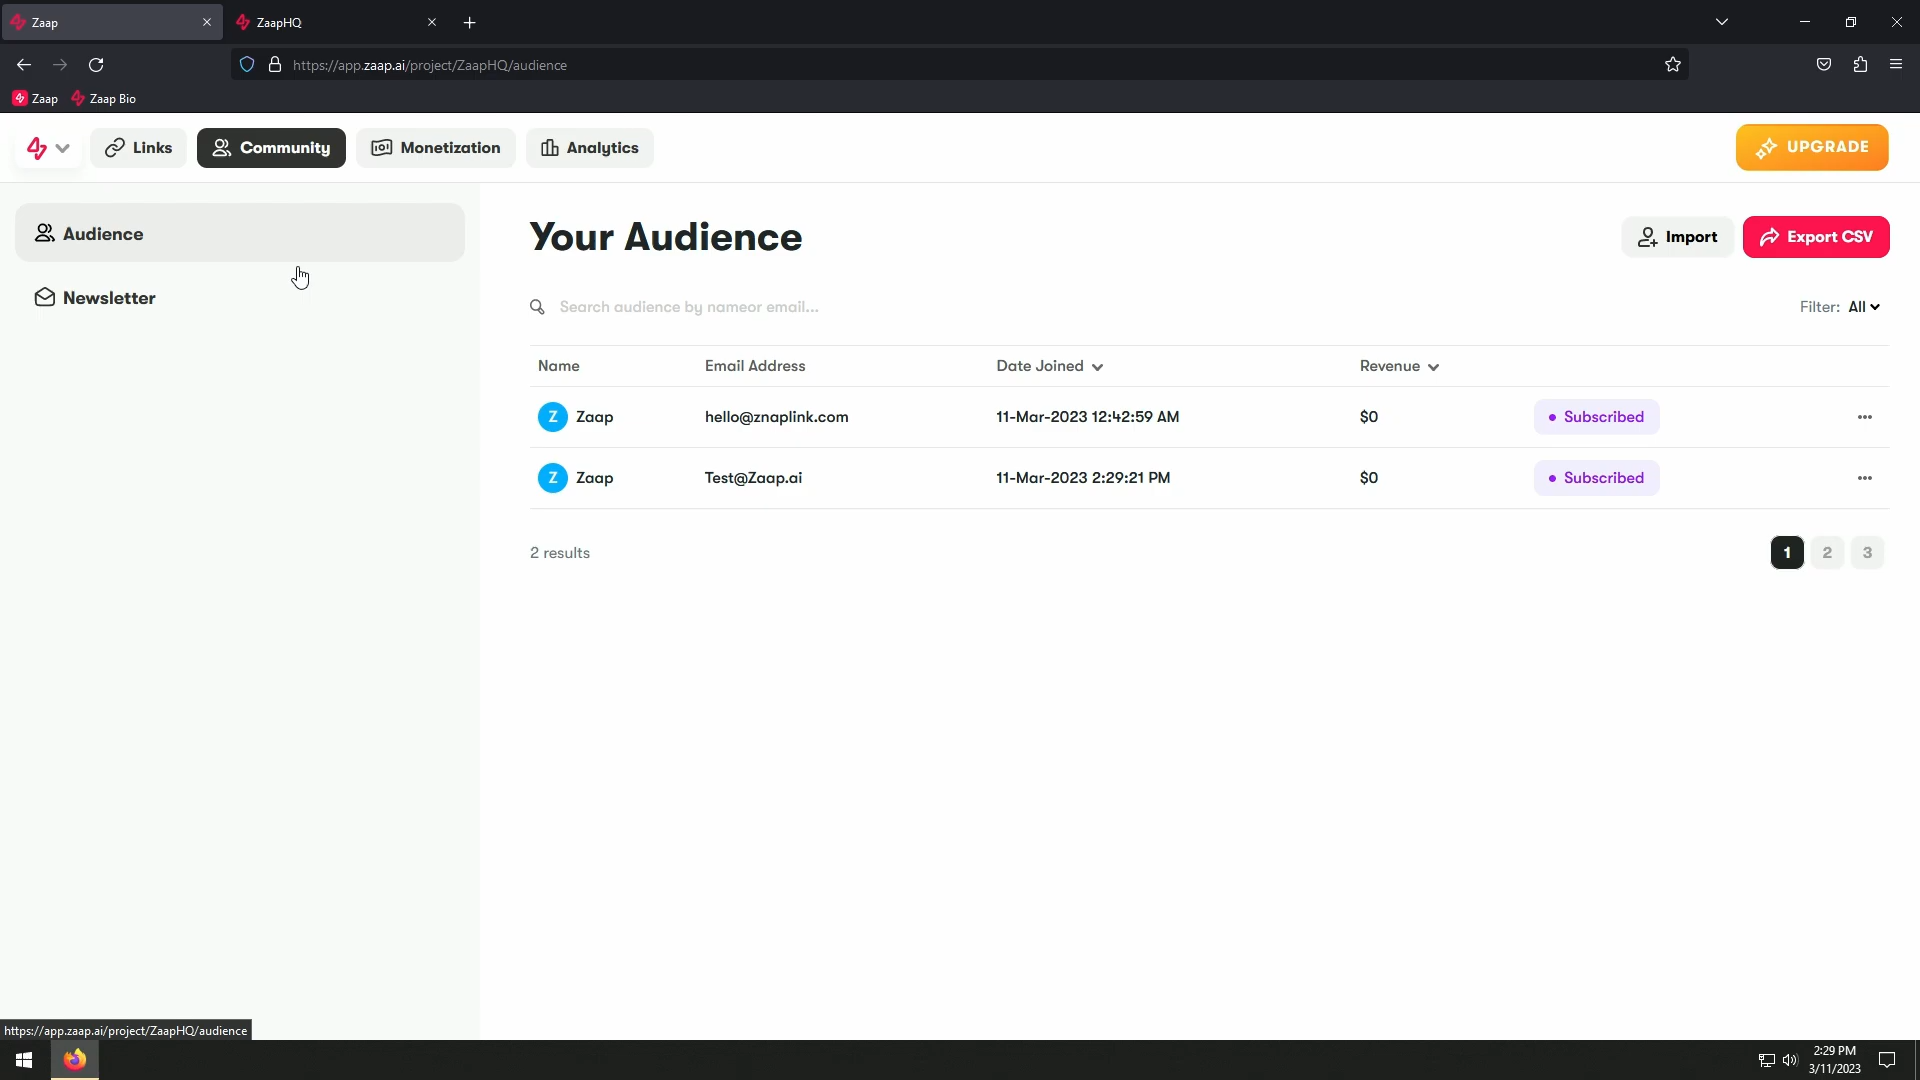 Zaap
ZaapHQ
https://app.zaap.ai/project/ZaapHQ/audience
Zaap
Zaap Bio
Links
Community
Monetization
Analytics
UPGRADE
Audience
Newsletter
Your Audience
Import
Export CSV
Search audience by nameor email...
Filter: All
Name Email Address Date Joined Revenue
Z Zaap hello@znaplink.com 11-Mar-2023 12:42:59 AM $0 Subscribed
Z Zaap Test@Zaap.ai 11-Mar-2023 2:29:21 PM $0 Subscribed
2 results
1 2 3
https://app.zaap.ai/project/ZaapHQ/audience
2:29 PM
3/11/2023